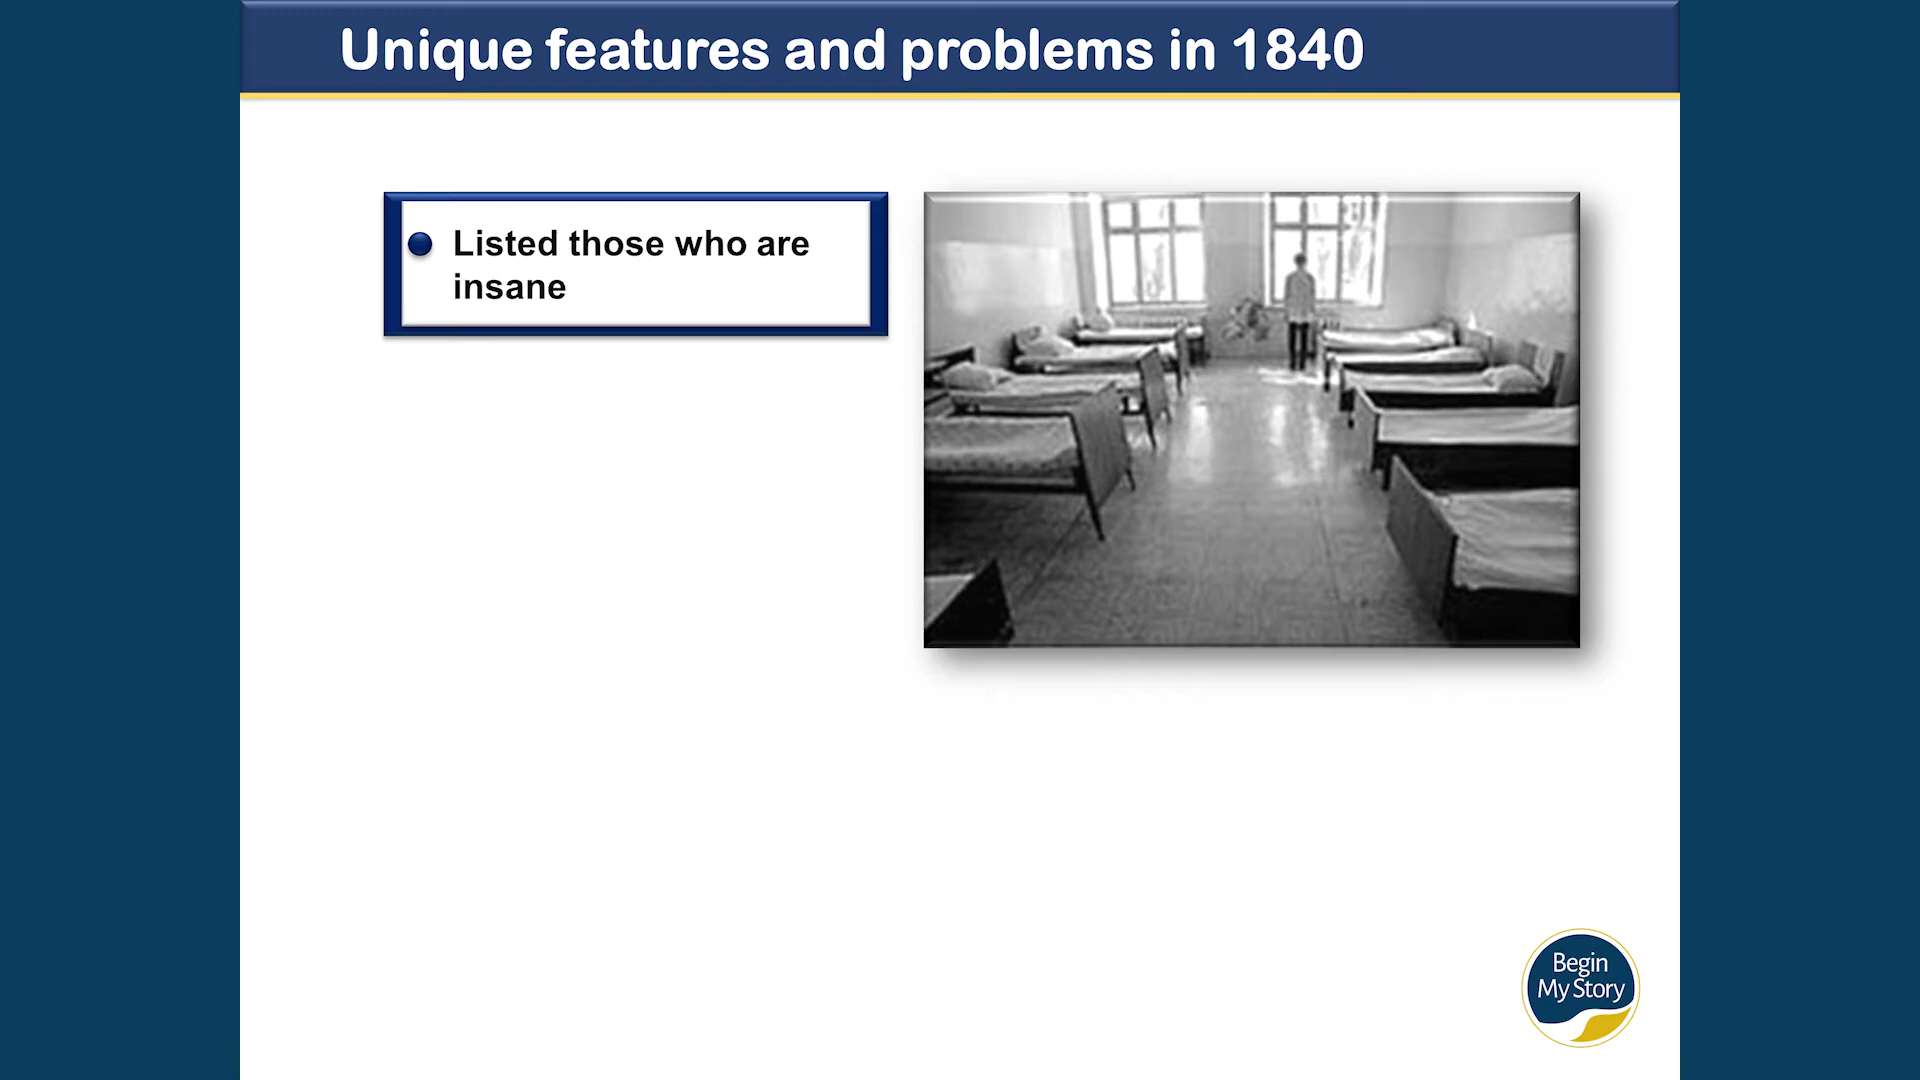 Unique features and problems in 1840
Listed those who are
insane
Begin
My Story